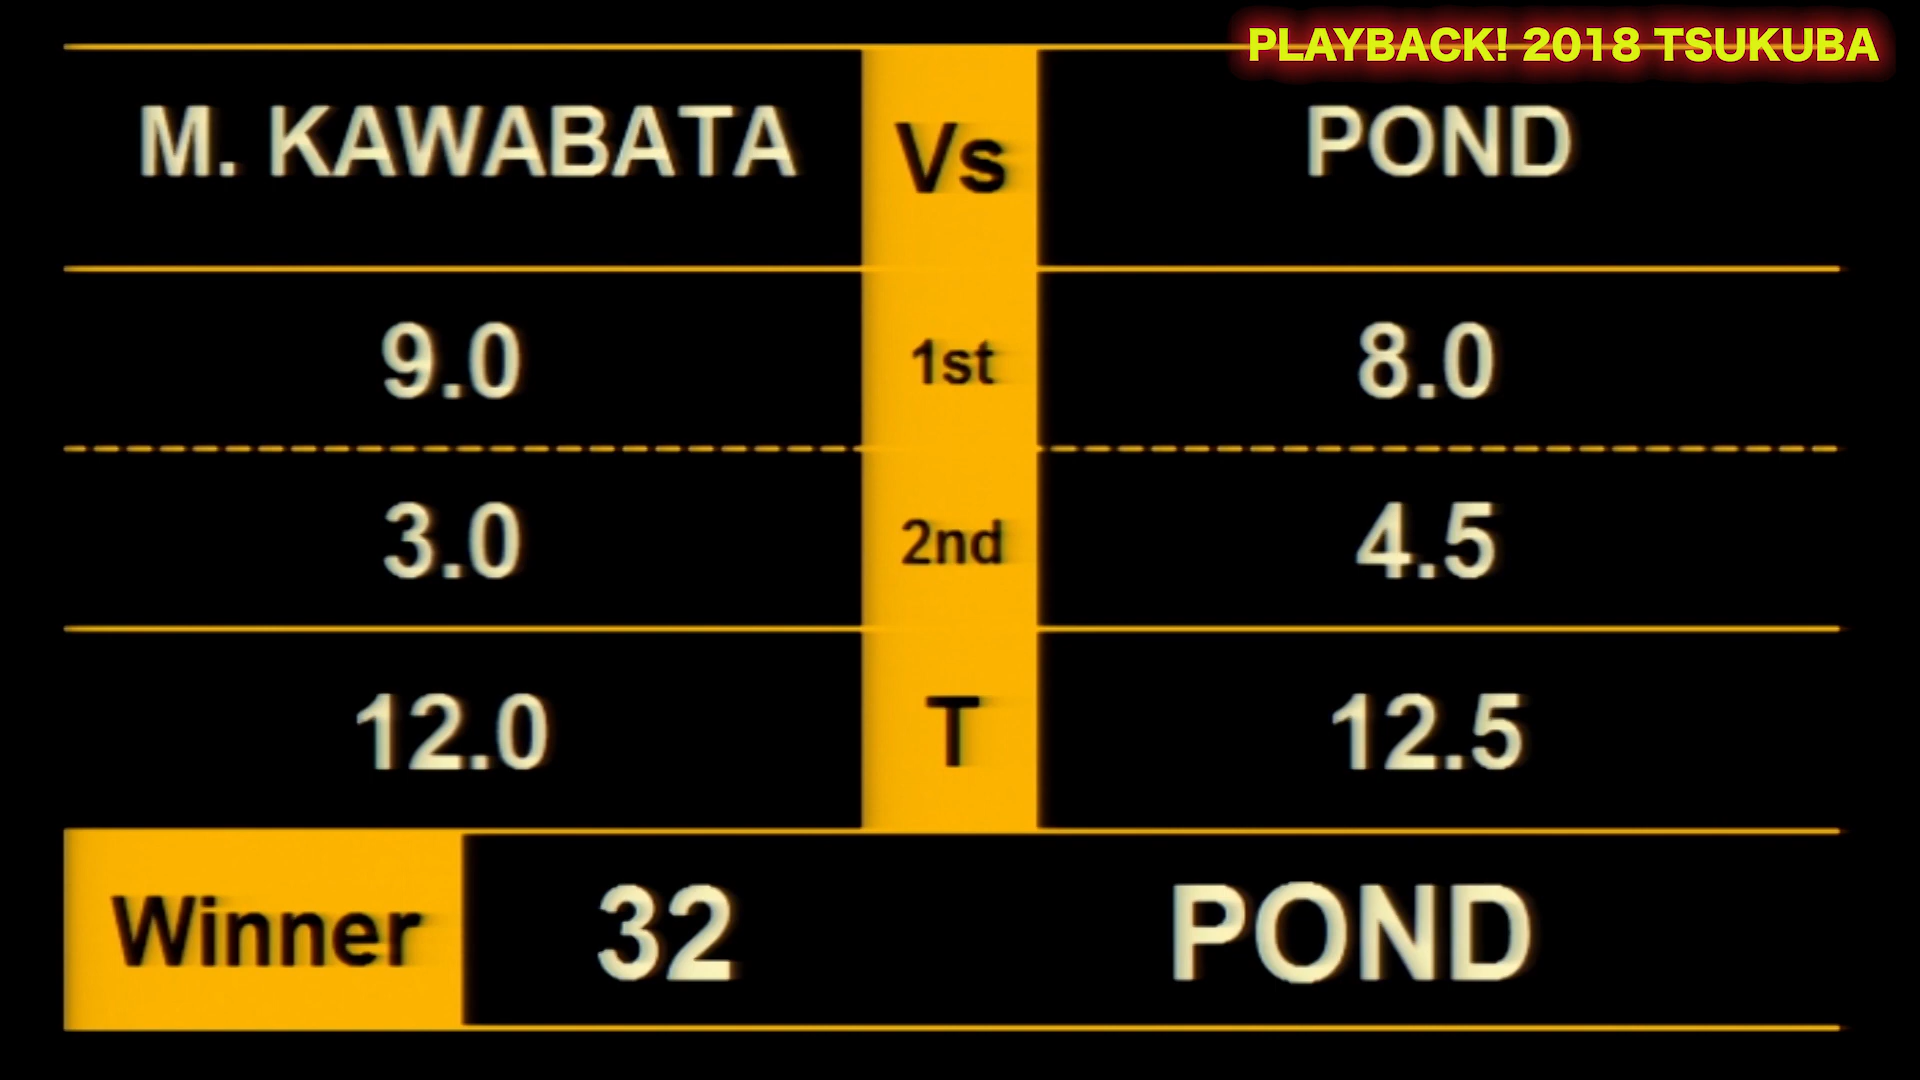 PLAYBACK! 2018 TSUKUBA
M. KAWABATA Vs POND
9.0 1st 8.0
3.0 2nd 4.5
12.0 T 12.5
Winner 32 POND